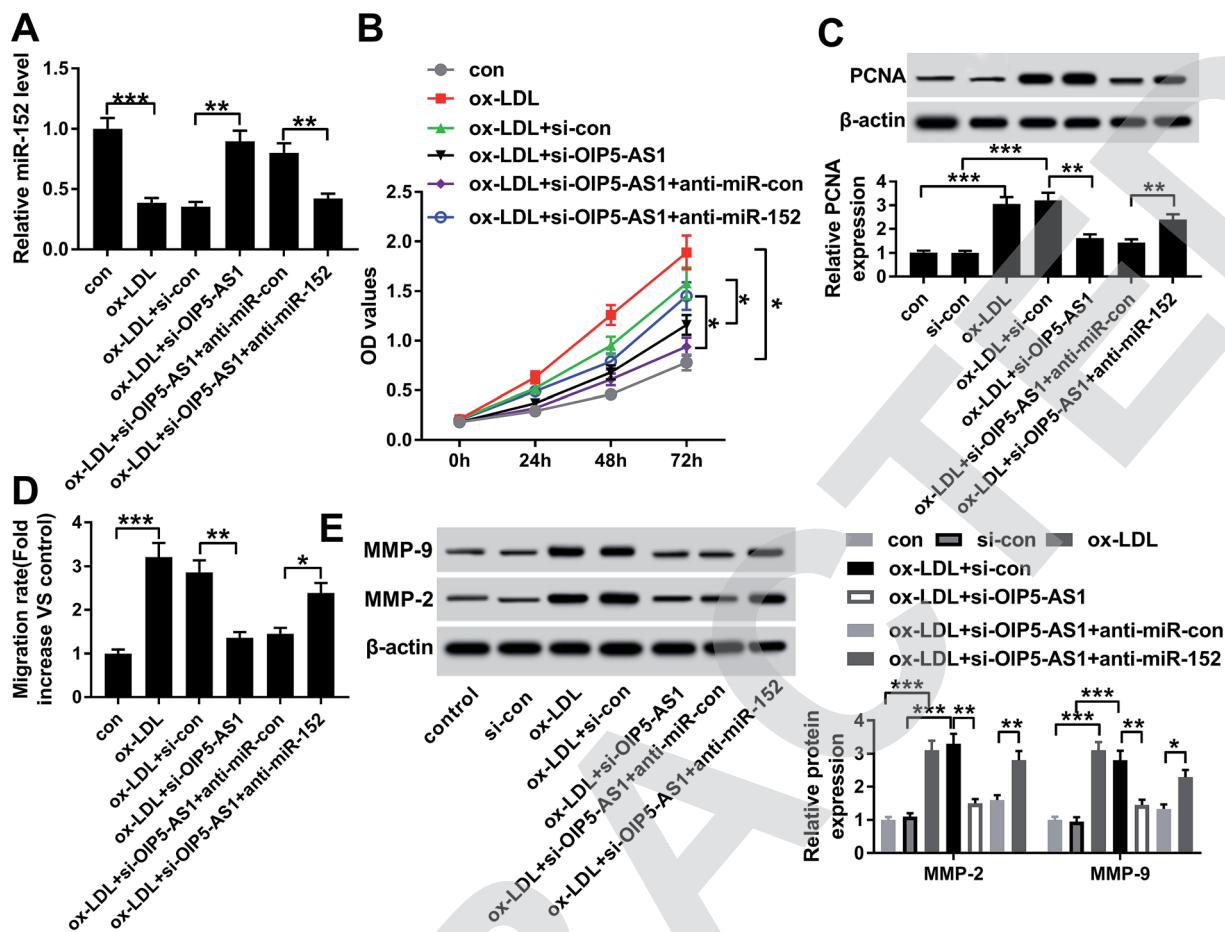 A
Relative miR-152 level
1.5
1.0
0.5
0.0
***
**
**
con
ox-LDL
ox-LDL+si-con
ox-LDL+si-OIP5-AS1
ox-LDL+si-OIP5-AS1+anti-miR-con
ox-LDL+si-OIP5-AS1+anti-miR-152
B
con
ox-LDL
ox-LDL+si-con
ox-LDL+si-OIP5-AS1
ox-LDL+si-OIP5-AS1+anti-miR-con
ox-LDL+si-OIP5-AS1+anti-miR-152
OD values
2.5
2.0
1.5
1.0
0.5
0.0
0h
24h
48h
72h
*
*
*
C
PCNA
β-actin
Relative PCNA
expression
4
3
2
1
0
***
***
**
**
con
si-con
ox-LDL
ox-LDL+si-con
ox-LDL+si-OIP5-AS1
ox-LDL+si-OIP5-AS1+anti-miR-con
ox-LDL+si-OIP5-AS1+anti-miR-152
D
Migration rate(Fold
increase VS control)
4
3
2
1
0
***
**
*
con
ox-LDL
ox-LDL+si-con
ox-LDL+si-OIP5-AS1
ox-LDL+si-OIP5-AS1+anti-miR-con
ox-LDL+si-OIP5-AS1+anti-miR-152
E
MMP-9
MMP-2
β-actin
control
si-con
ox-LDL
ox-LDL+si-con
ox-LDL+si-OIP5-AS1
ox-LDL+si-OIP5-AS1+anti-miR-con
ox-LDL+si-OIP5-AS1+anti-miR-152
con si-con ox-LDL
ox-LDL+si-con
ox-LDL+si-OIP5-AS1
ox-LDL+si-OIP5-AS1+anti-miR-con
ox-LDL+si-OIP5-AS1+anti-miR-152
Relative protein
expression
4
3
2
1
0
***
***
**
**
***
***
**
*
MMP-2
MMP-9